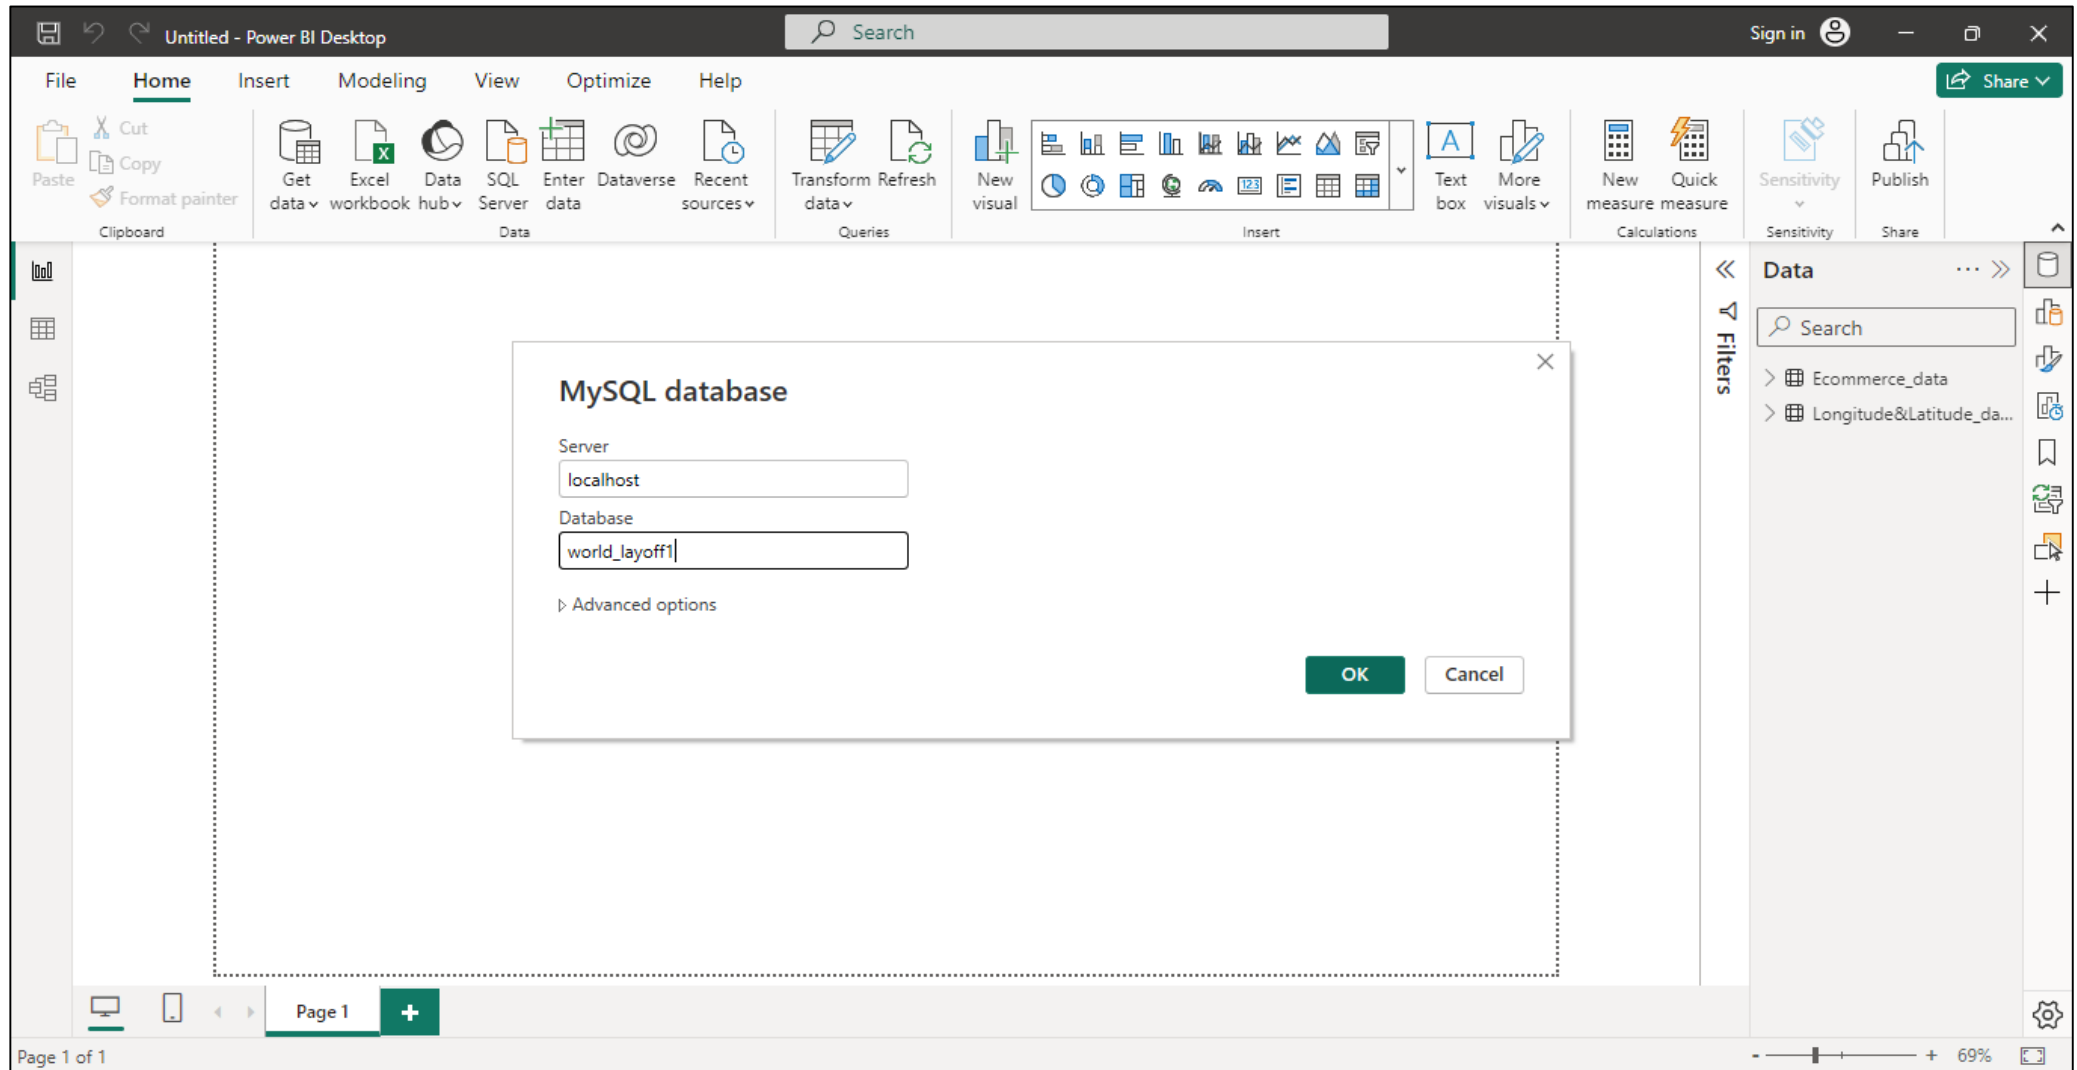 Untitled - Power BI Desktop
Search
Sign in
File Home Insert Modeling View Optimize Help
Share
Paste
Cut
Copy
Format painter
Clipboard
Get data
Excel workbook
Data hub
SQL Server
Enter data
Dataverse
Recent sources
Data
Transform data
Refresh
Queries
New visual
123
Insert
A
Text box
More visuals
New measure
Quick measure
Calculations
Sensitivity
Sensitivity
Publish
Share
Filters
Data
Search
Ecommerce_data
Longitude&Latitude_da...
MySQL database
Server
localhost
Database
world_layoff1
Advanced options
OK
Cancel
Page 1
Page 1 of 1
- + 69%